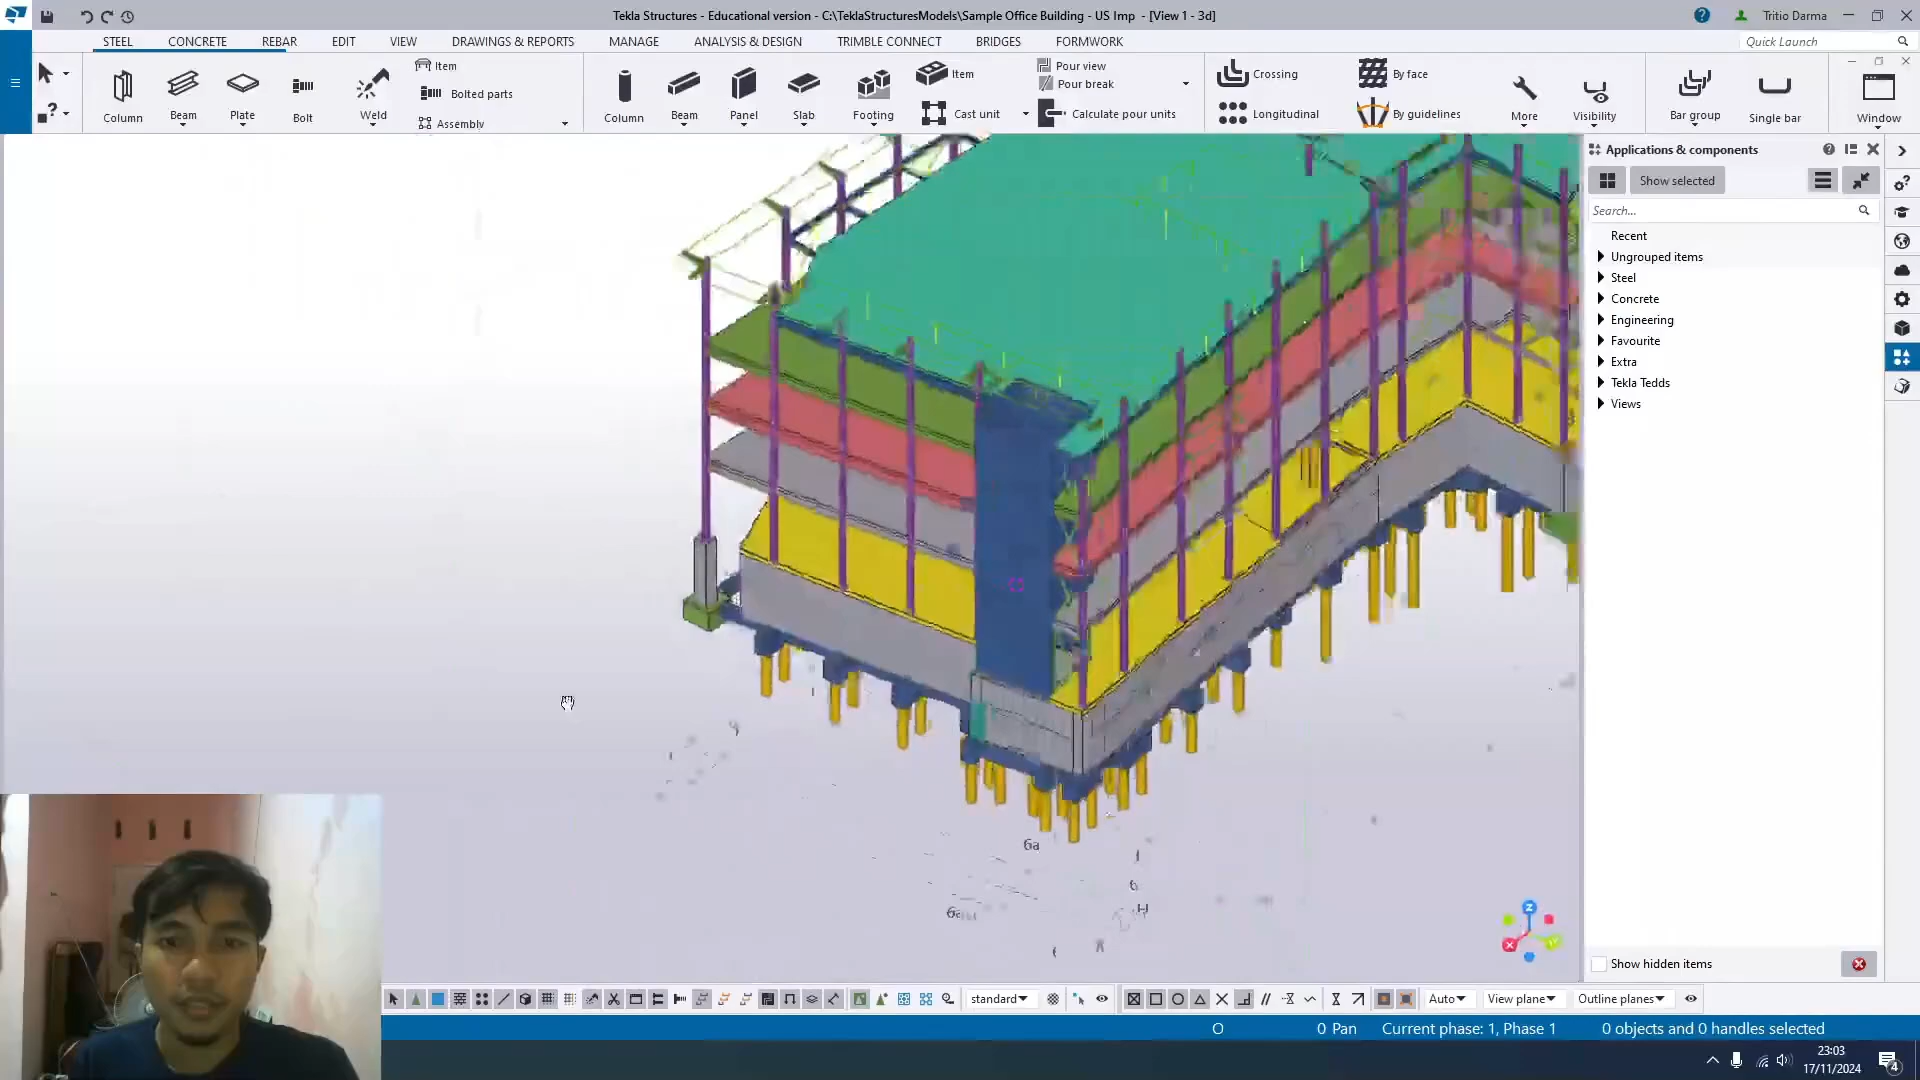 Tekla Structures - Educational version - C:\TeklaStructuresModels\Sample Office Building - US Imp - [View 1 - 3d]
Tritio Darma
STEEL CONCRETE REBAR EDIT VIEW DRAWINGS & REPORTS MANAGE ANALYSIS & DESIGN TRIMBLE CONNECT BRIDGES FORMWORK
Quick Launch
Column Beam Plate Bolt Weld
Item
Bolted parts
Assembly
Column Beam Panel Slab Footing
Item
Cast unit
Pour view
Pour break
Calculate pour units
Crossing
Longitudinal
By face
By guidelines
More Visibility
Bar group Single bar
Window
Applications & components
Show selected
Search...
Recent
Ungrouped items
Steel
Concrete
Engineering
Favourite
Extra
Tekla Tedds
Views
Show hidden items
6a
6
6a
H
Z
X
Y
standard
Auto
View plane
Outline planes
O
0 Pan
Current phase: 1, Phase 1
0 objects and 0 handles selected
23:03
17/11/2024
4